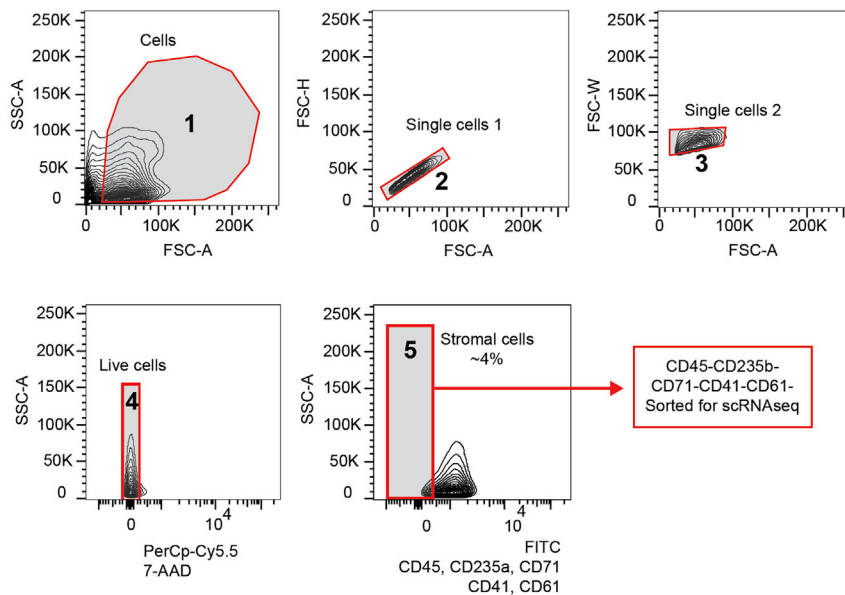 Cells
Single cells 1
Single cells 2
250K
200K
150K
100K
50K
0
SSC-A
1
0
100K
200K
FSC-A
250K
200K
150K
100K
50K
0
FSC-H
2
0
100K
200K
FSC-A
250K
200K
150K
100K
50K
0
FSC-W
3
0
100K
200K
FSC-A
250K
200K
150K
100K
50K
0
SSC-A
Live cells
4
0
10 4
PerCp-Cy5.5
7-AAD
250K
200K
150K
100K
50K
0
SSC-A
5
Stromal cells
~4%
0
10 4
FITC
CD45, CD235a, CD71
CD41, CD61
CD45-CD235b-
CD71-CD41-CD61-
Sorted for scRNAseq